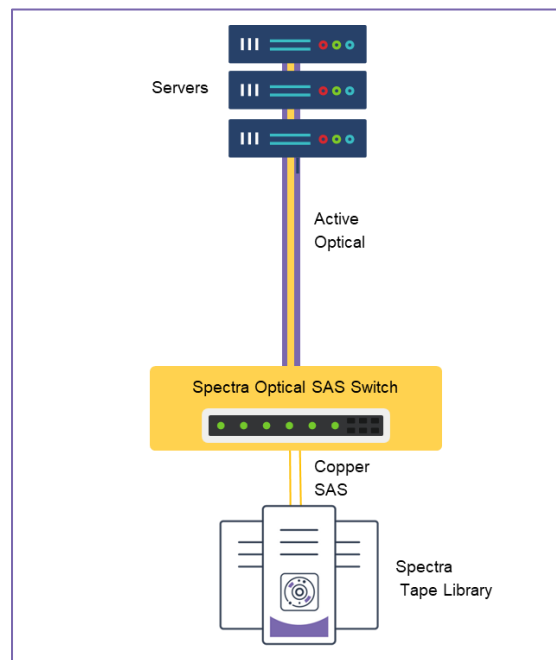 Servers
Active
Optical
Spectra Optical SAS Switch
Copper
SAS
Spectra
Tape Library